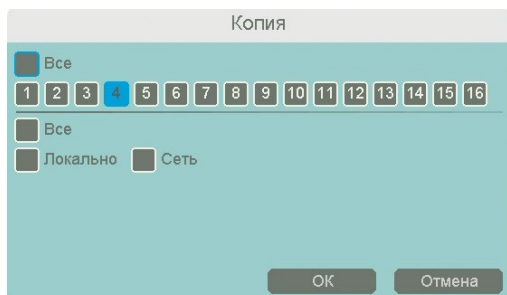 Копия
Все
1 2 3 4 5 6 7 8 9 10 11 12 13 14 15 16
Все
Локально Сеть
ОК Отмена